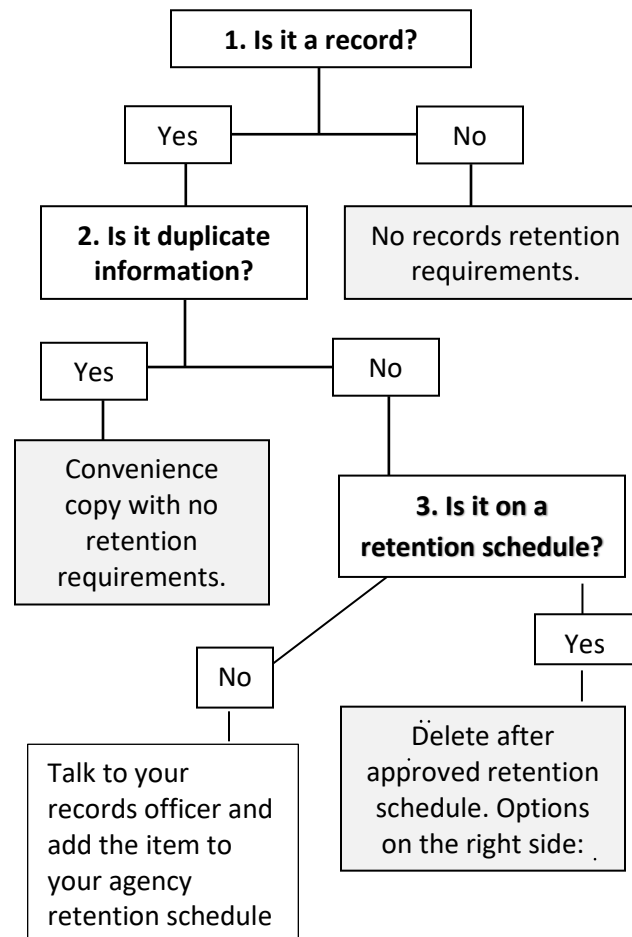 1. Is it a record?
Yes
No
2. Is it duplicate
information?
No records retention
requirements.
Yes
No
Convenience
copy with no
retention
requirements.
3. Is it on a
retention schedule?
No
Yes
Talk to your
records officer and
add the item to
your agency
retention schedule
Delete after
approved retention
schedule. Options
on the right side: